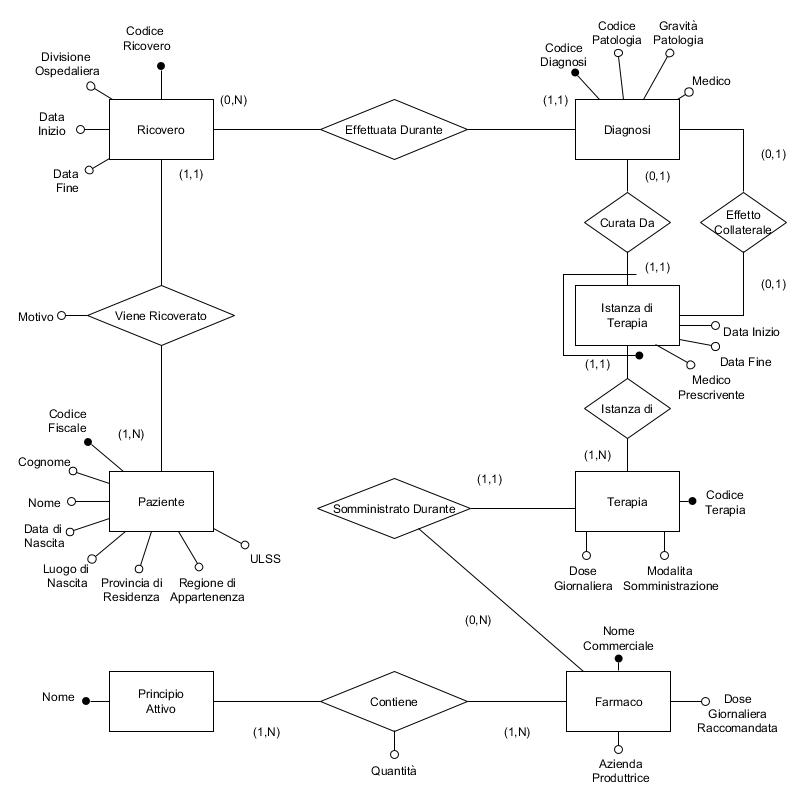 Codice
Ricovero
Divisione
Ospedaliera
Data
Inizio
Data
Fine
Ricovero
(0,N)
(1,1)
Effettuata Durante
(1,1)
Codice
Diagnosi
Codice
Patologia
Gravità
Patologia
Medico
Diagnosi
(0,1)
(0,1)
Curata Da
Effetto
Collaterale
(1,1)
(0,1)
Motivo
Viene Ricoverato
Istanza di
Terapia
Data Inizio
Data Fine
Medico
Prescrivente
(1,1)
Istanza di
(1,N)
Codice
Fiscale
(1,N)
Cognome
Nome
Data di
Nascita
Luogo di
Nascita
Provincia di
Residenza
Regione di
Appartenenza
ULSS
Paziente
Somministrato Durante
(1,1)
Terapia
Codice
Terapia
Dose
Giornaliera
Modalita
Somministrazione
(0,N)
Nome
Commerciale
Nome
Principio
Attivo
(1,N)
Contiene
Quantità
(1,N)
Farmaco
Dose
Giornaliera
Raccomandata
Azienda
Produttrice